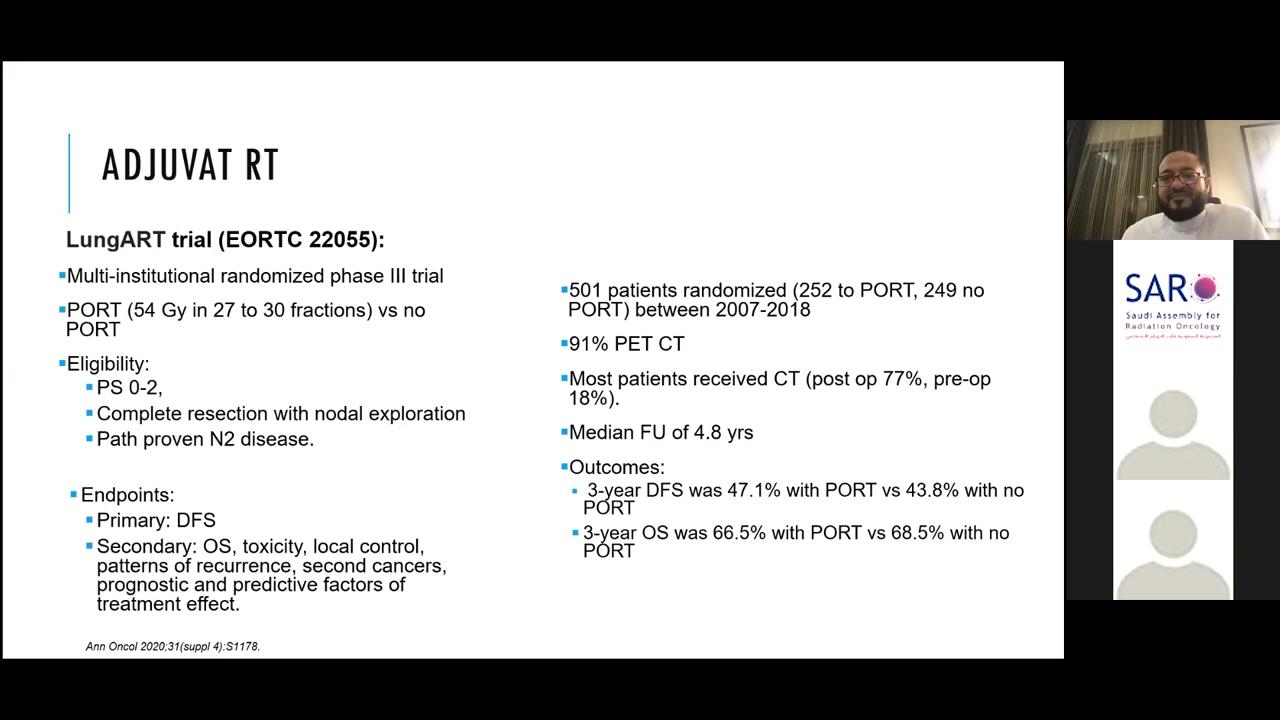 ADJUVAT RT
LungART trial (EORTC 22055):
▪Multi-institutional randomized phase III trial
▪PORT (54 Gy in 27 to 30 fractions) vs no
PORT
▪Eligibility:
▪PS 0-2,
▪Complete resection with nodal exploration
▪Path proven N2 disease.
▪Endpoints:
▪Primary: DFS
▪Secondary: OS, toxicity, local control,
patterns of recurrence, second cancers,
prognostic and predictive factors of
treatment effect.
Ann Oncol 2020;31(suppl 4):S1178.
▪501 patients randomized (252 to PORT, 249 no
PORT) between 2007-2018
▪91% PET CT
▪Most patients received CT (post op 77%, pre-op
18%).
▪Median FU of 4.8 yrs
▪Outcomes:
▪ 3-year DFS was 47.1% with PORT vs 43.8% with no
PORT
▪3-year OS was 66.5% with PORT vs 68.5% with no
PORT
SARO
Saudi Assembly for
Radiation Oncology